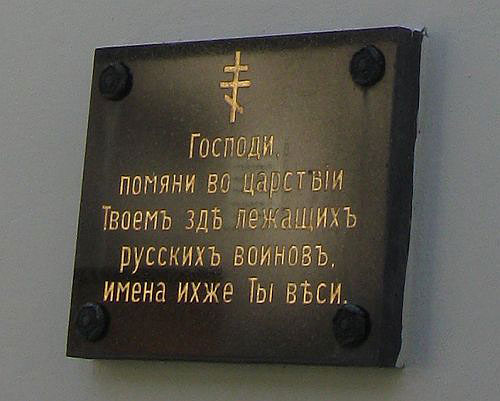 Господи,
помяни во царствіи
Твоемъ здѣ лежащихъ
русскихъ воиновъ,
имена ихже Ты вѣси.